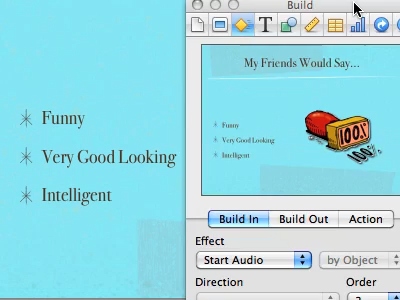 Build
T
My Friends Would Say...
Funny
Very Good Looking
Intelligent
Funny
Very Good Looking
Intelligent
100%
100%
Build In Build Out Action
Effect
Start Audio by Object
Direction Order